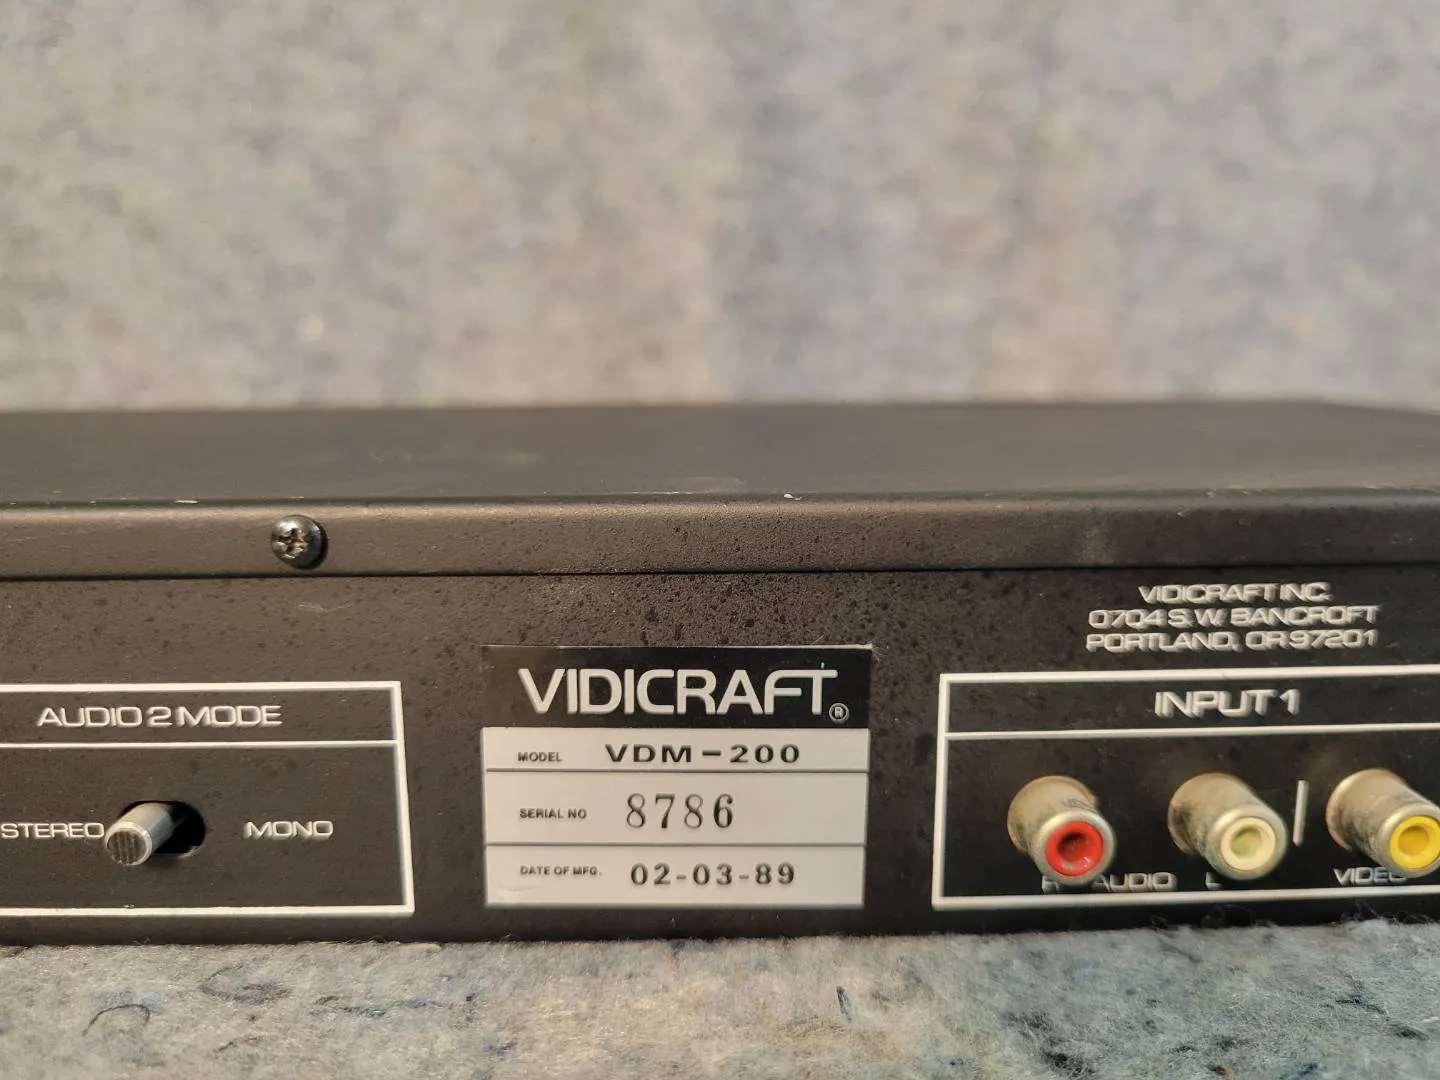 VIDICRAFT INC.
0704 S.W. BANCROFT
PORTLAND, OR 97201
AUDIO 2 MODE
STEREO
MONO
VIDICRAFT ®
MODEL VDM-200
SERIAL NO 8786
DATE OF MFG. 02-03-89
INPUT 1
R AUDIO L
VIDEO